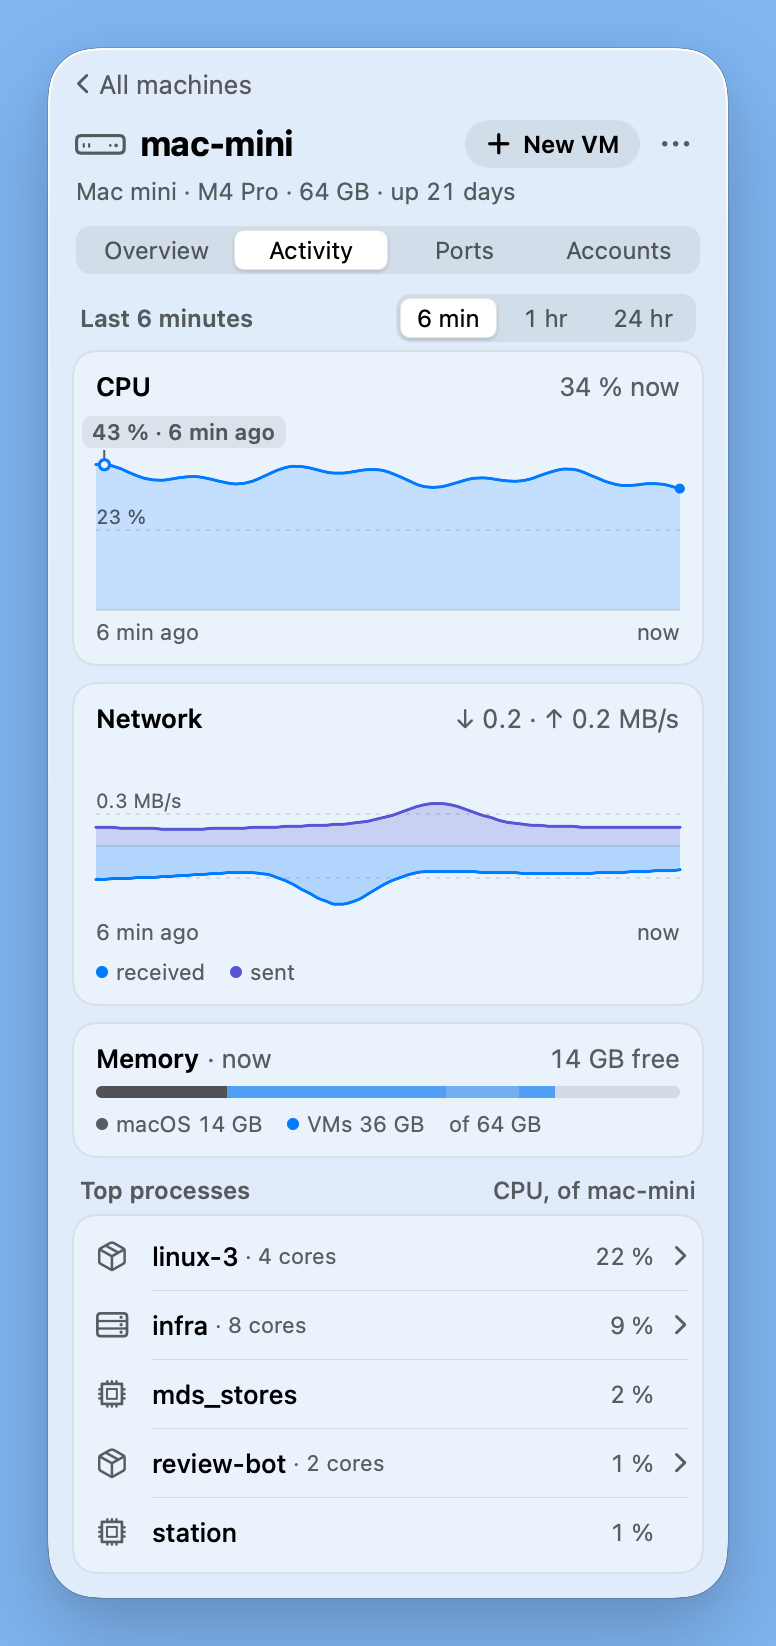 All machines
mac-mini
New VM
Mac mini · M4 Pro · 64 GB · up 21 days
Overview
Activity
Ports
Accounts
Last 6 minutes
6 min
1 hr
24 hr
CPU
34 % now
43 % · 6 min ago
23 %
6 min ago
now
Network
↓ 0.2 · ↑ 0.2 MB/s
0.3 MB/s
6 min ago
now
received
sent
Memory · now
14 GB free
macOS 14 GB
VMs 36 GB
of 64 GB
Top processes
CPU, of mac-mini
linux-3 · 4 cores
22 %
infra · 8 cores
9 %
mds_stores
2 %
review-bot · 2 cores
1 %
station
1 %